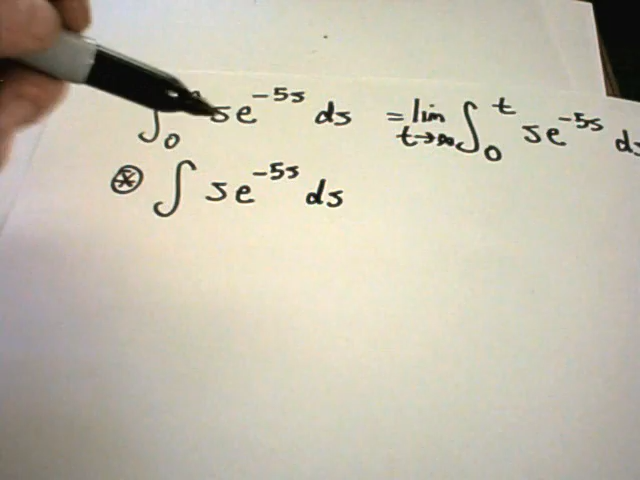 ∫₀ se^{-5s} ds = lim_{t→∞} ∫₀^t se^{-5s} ds
⊛ ∫ se^{-5s} ds